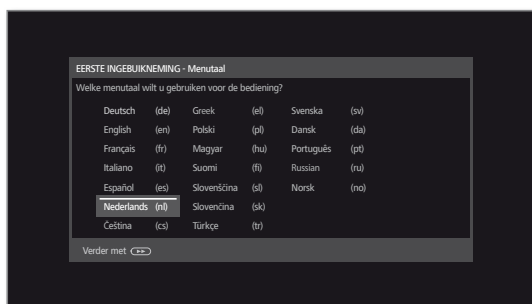 EERSTE INGEBUIKNEMING - Menutaal
Welke menutaal wilt u gebruiken voor de bediening?
Deutsch (de) Greek (el) Svenska (sv)
English (en) Polski (pl) Dansk (da)
Français (fr) Magyar (hu) Português (pt)
Italiano (it) Suomi (fi) Russian (ru)
Español (es) Slovenščina (sl) Norsk (no)
Nederlands (nl) Slovenčina (sk)
Čeština (cs) Türkçe (tr)
Verder met